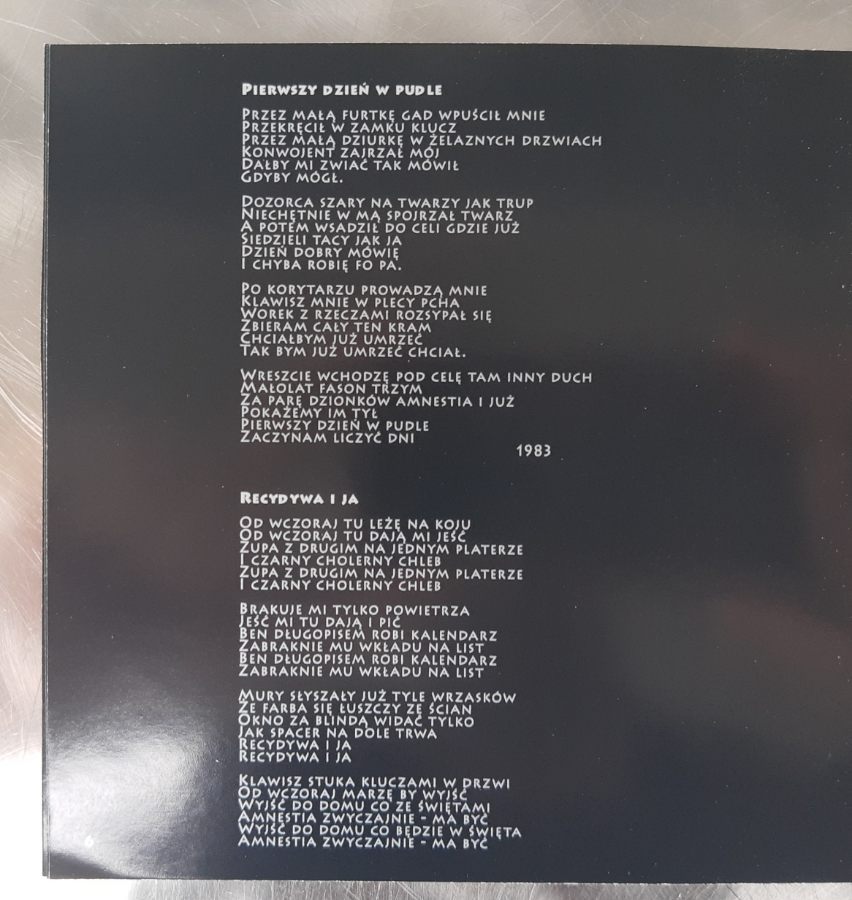 PIERWSZY DZIEŃ W PUDLE
PRZEZ MAŁĄ FURTKĘ GAD WPUŚCIŁ MNIE
PRZEKRĘCIŁ W ZAMKU KLUCZ
PRZEZ MAŁĄ DZIURKĘ W ŻELAZNYCH DRZWIACH
KONWOJENT ZAJRZAŁ MÓJ
DAŁBY MI ZWIAĆ TAK MÓWIŁ
GDYBY MÓGŁ.
DOZORCA SZARY NA TWARZY JAK TRUP
NIECHĘTNIE W MĄ SPOJRZAŁ TWARZ
A POTEM WSADZIŁ DO CELI GDZIE JUŻ
SIEDZIELI TACY JAK JA
DZIEŃ DOBRY MÓWIĘ
I CHYBA ROBIĘ FO PA.
PO KORYTARZU PROWADZĄ MNIE
KLAWISZ MNIE W PLECY PCHA
WOREK Z RZECZAMI ROZSYPAŁ SIĘ
ZBIERAM CAŁY TEN KRAM
CHCIAŁBYM JUŻ UMRZEĆ
TAK BYM JUŻ UMRZEĆ CHCIAŁ.
WRESZCIE WCHODZĘ POD CELĘ TAM INNY DUCH
MAŁOLAT FASON TRZYM
ZA PARĘ DZIONKÓW AMNESTIA I JUŻ
POKAŻEMY IM TYŁ
PIERWSZY DZIEŃ W PUDLE
ZACZYNAM LICZYĆ DNI
1983
RECYDYWA I JA
OD WCZORAJ TU LEŻĘ NA KOJU
OD WCZORAJ TU DAJĄ MI JEŚĆ
ZUPA Z DRUGIM NA JEDNYM PLATERZE
I CZARNY CHOLERNY CHLEB
ZUPA Z DRUGIM NA JEDNYM PLATERZE
I CZARNY CHOLERNY CHLEB
BRAKUJE MI TYLKO POWIETRZA
JEŚĆ MI TU DAJĄ I PIĆ
BEN DŁUGOPISEM ROBI KALENDARZ
ZABRAKNIE MU WKŁADU NA LIST
BEN DŁUGOPISEM ROBI KALENDARZ
ZABRAKNIE MU WKŁADU NA LIST
MURY SŁYSZAŁY JUŻ TYLE WRZASKÓW
ŻE FARBA SIĘ ŁUSZCZY ZE ŚCIAN
OKNO ZA BLINDĄ WIDAĆ TYLKO
JAK SPACER NA DOLE TRWA
RECYDYWA I JA
RECYDYWA I JA
KLAWISZ STUKA KLUCZAMI W DRZWI
OD WCZORAJ MARZĘ BY WYJŚĆ
WYJŚĆ DO DOMU CO ZE ŚWIĘTAMI
AMNESTIA ZWYCZAJNIE - MA BYĆ
WYJŚĆ DO DOMU CO BĘDZIE W ŚWIĘTA
AMNESTIA ZWYCZAJNIE - MA BYĆ
6